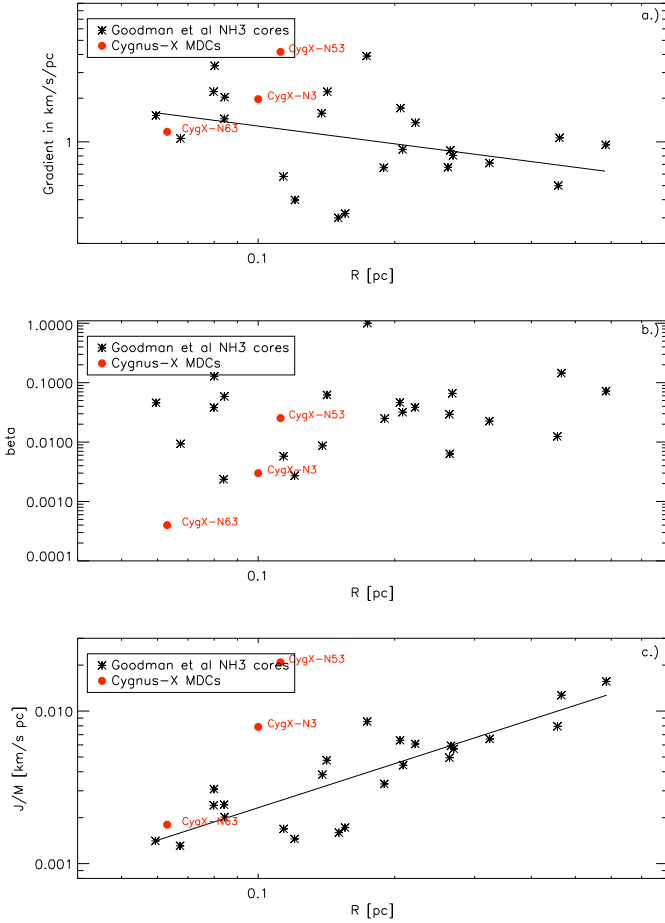 Goodman et al NH3 cores
Cygnus-X MDCs
a.)
CygX-N53
CygX-N3
CygX-N63
1
Gradient in km/s/pc
0.1
R [pc]
Goodman et al NH3 cores
Cygnus-X MDCs
b.)
1.0000
0.1000
0.0100
0.0010
0.0001
beta
CygX-N53
CygX-N3
CygX-N63
0.1
R [pc]
Goodman et al NH3 cores
Cygnus-X MDCs
c.)
CygX-N53
CygX-N3
CygX-N63
0.010
0.001
J/M [km/s pc]
0.1
R [pc]